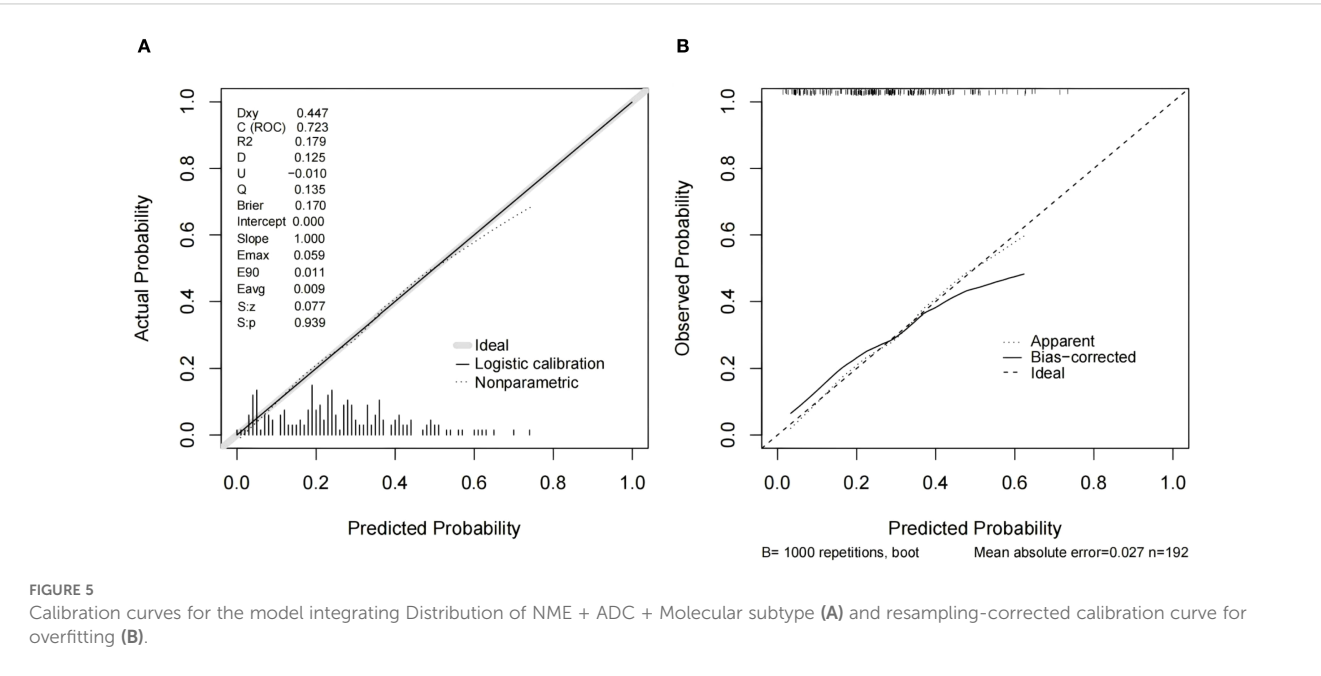 A
Actual Probability
1.0
0.8
0.6
0.4
0.2
0.0
Dxy 0.447
C (ROC) 0.723
R2 0.179
D 0.125
U −0.010
Q 0.135
Brier 0.170
Intercept 0.000
Slope 1.000
Emax 0.059
E90 0.011
Eavg 0.009
S:z 0.077
S:p 0.939
Ideal
Logistic calibration
Nonparametric
0.0 0.2 0.4 0.6 0.8 1.0
Predicted Probability
B
Observed Probability
1.0
0.8
0.6
0.4
0.2
0.0
Apparent
Bias−corrected
Ideal
0.0 0.2 0.4 0.6 0.8 1.0
Predicted Probability
B= 1000 repetitions, boot Mean absolute error=0.027 n=192
FIGURE 5
Calibration curves for the model integrating Distribution of NME + ADC + Molecular subtype (A) and resampling-corrected calibration curve for
overfitting (B).